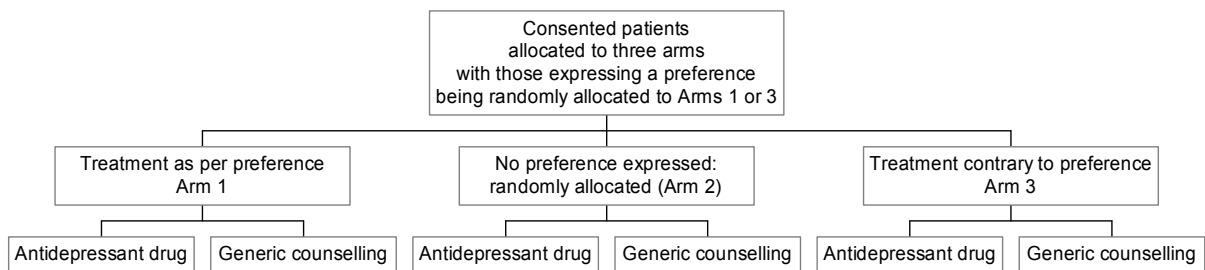 Consented patients
allocated to three arms
with those expressing a preference
being randomly allocated to Arms 1 or 3
Treatment as per preference
Arm 1
No preference expressed:
randomly allocated (Arm 2)
Treatment contrary to preference
Arm 3
Antidepressant drug
Generic counselling
Antidepressant drug
Generic counselling
Antidepressant drug
Generic counselling